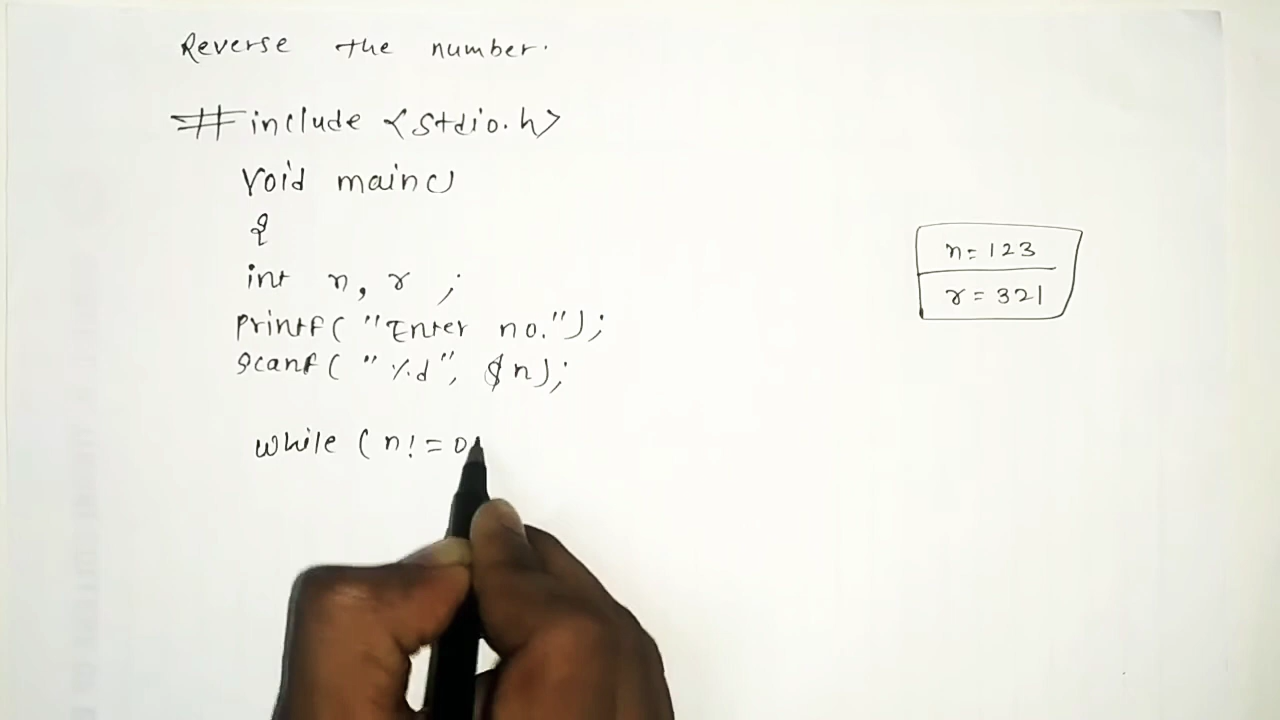 Reverse the number.
#include <stdio.h>
void main()
{
int n, r ;
printf( "Enter no.");
scanf( "%d", &n);
n=123
r=321
while ( n!=0